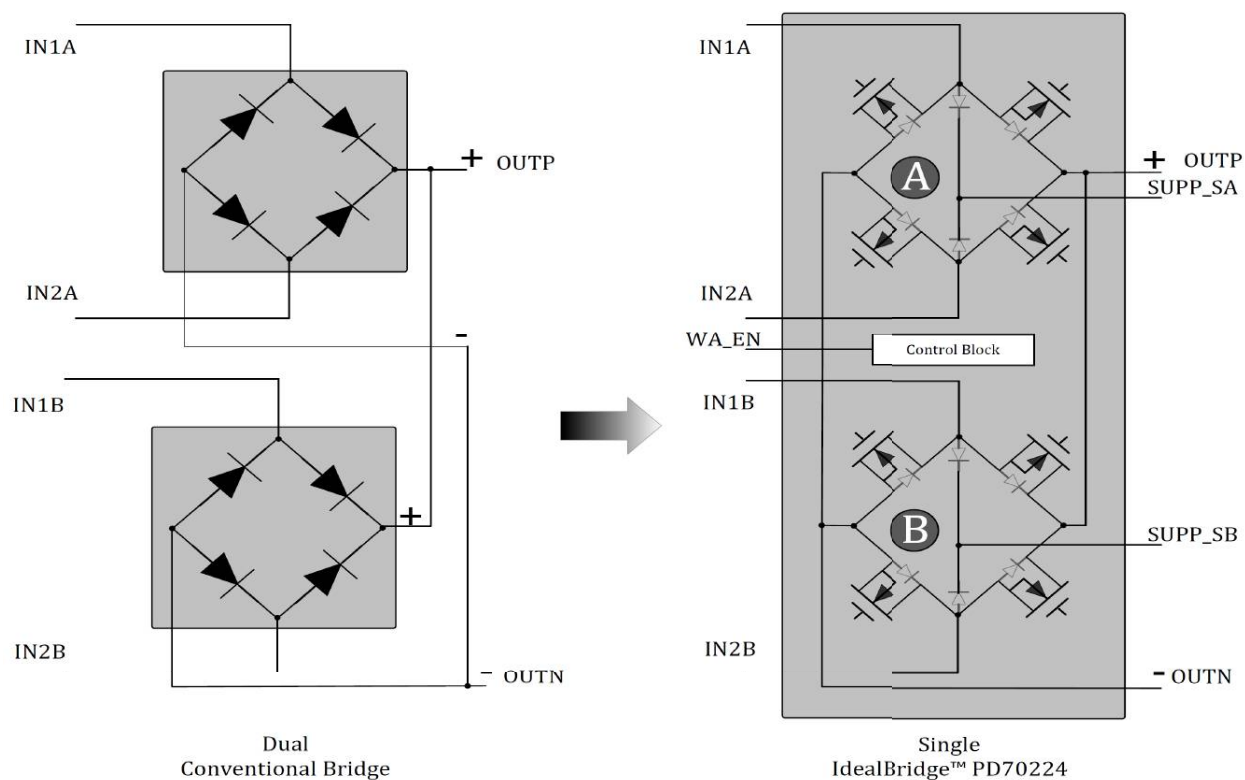 IN1A
+ OUTP
IN2A
-
IN1B
+
IN2B
- OUTN
Dual
Conventional Bridge
IN1A
A
+ OUTP
SUPP_SA
IN2A
WA_EN
Control Block
IN1B
B
SUPP_SB
IN2B
- OUTN
Single
IdealBridge™ PD70224